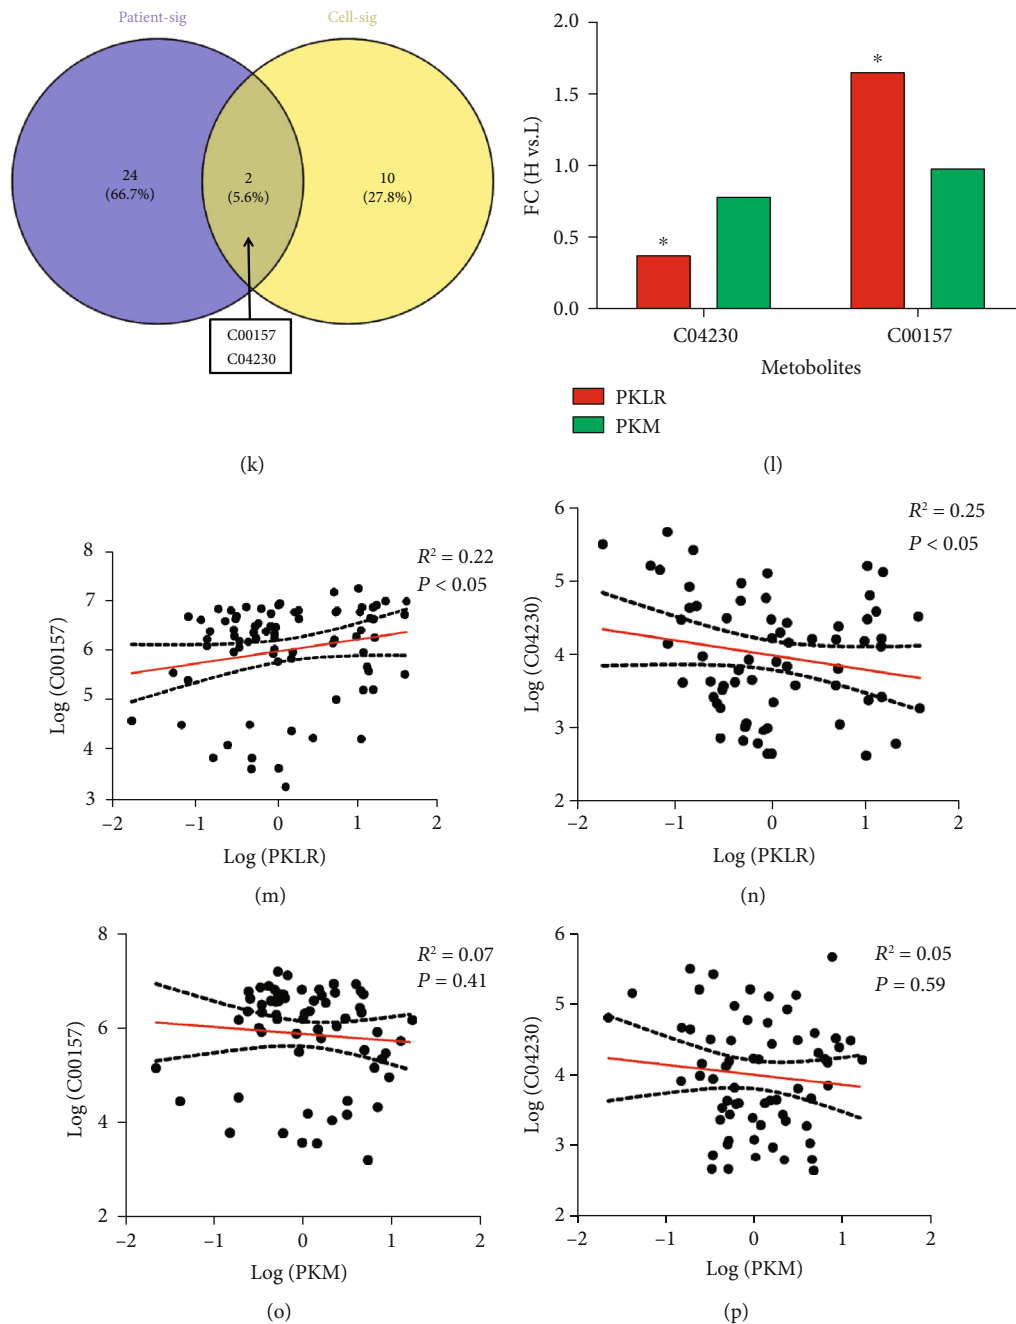 Patient-sig
Cell-sig
24
(66.7%)
2
(5.6%)
10
(27.8%)
C00157
C04230
(k)
FC (H vs.L)
2.0
1.5
1.0
0.5
0.0
*
*
C04230
C00157
Metobolites
PKLR
PKM
(l)
Log (C00157)
8
7
6
5
4
3
R² = 0.22
P < 0.05
−2
−1
0
1
2
Log (PKLR)
(m)
Log (C04230)
6
5
4
3
2
R² = 0.25
P < 0.05
−2
−1
0
1
2
Log (PKLR)
(n)
Log (C00157)
8
6
4
2
R² = 0.07
P = 0.41
−2
−1
0
1
2
Log (PKM)
(o)
Log (C04230)
6
5
4
3
2
R² = 0.05
P = 0.59
−2
−1
0
1
2
Log (PKM)
(p)